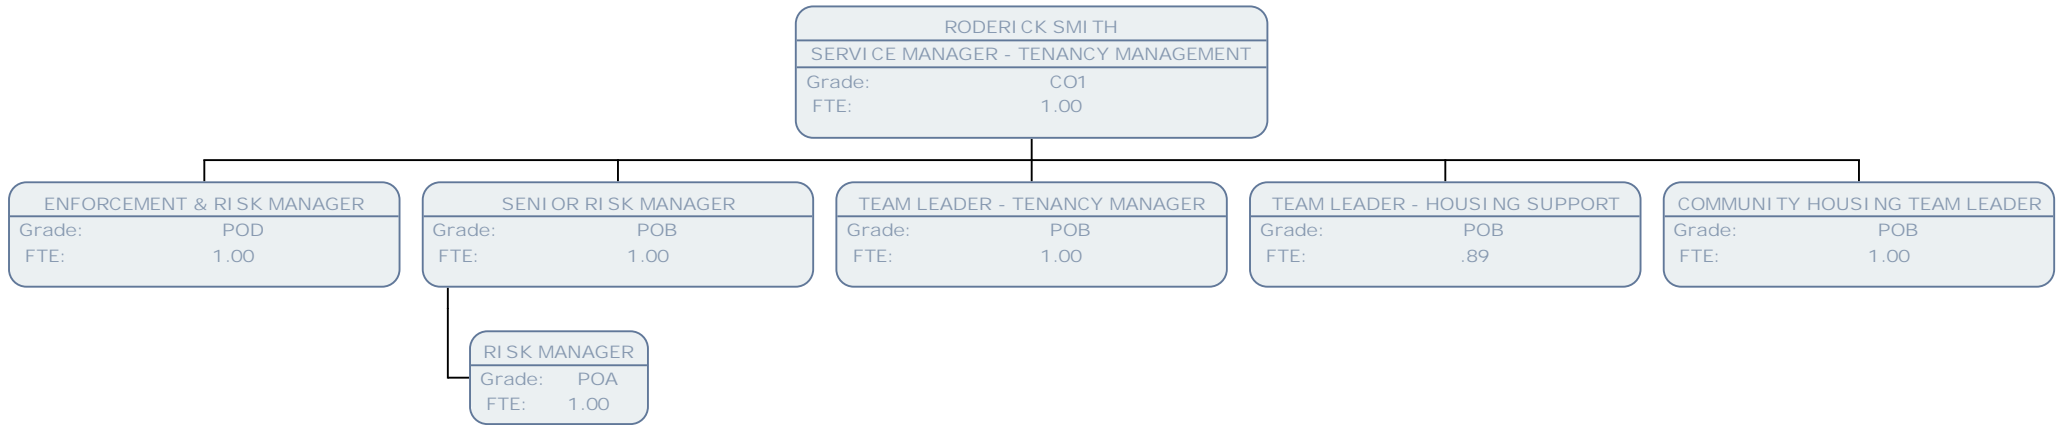 RODERICK SMITH
SERVICE MANAGER - TENANCY MANAGEMENT
Grade: CO1
FTE: 1.00
ENFORCEMENT & RISK MANAGER
Grade: POD
FTE: 1.00
SENIOR RISK MANAGER
Grade: POB
FTE: 1.00
TEAM LEADER - TENANCY MANAGER
Grade: POB
FTE: 1.00
TEAM LEADER - HOUSING SUPPORT
Grade: POB
FTE: .89
COMMUNITY HOUSING TEAM LEADER
Grade: POB
FTE: 1.00
RISK MANAGER
Grade: POA
FTE: 1.00